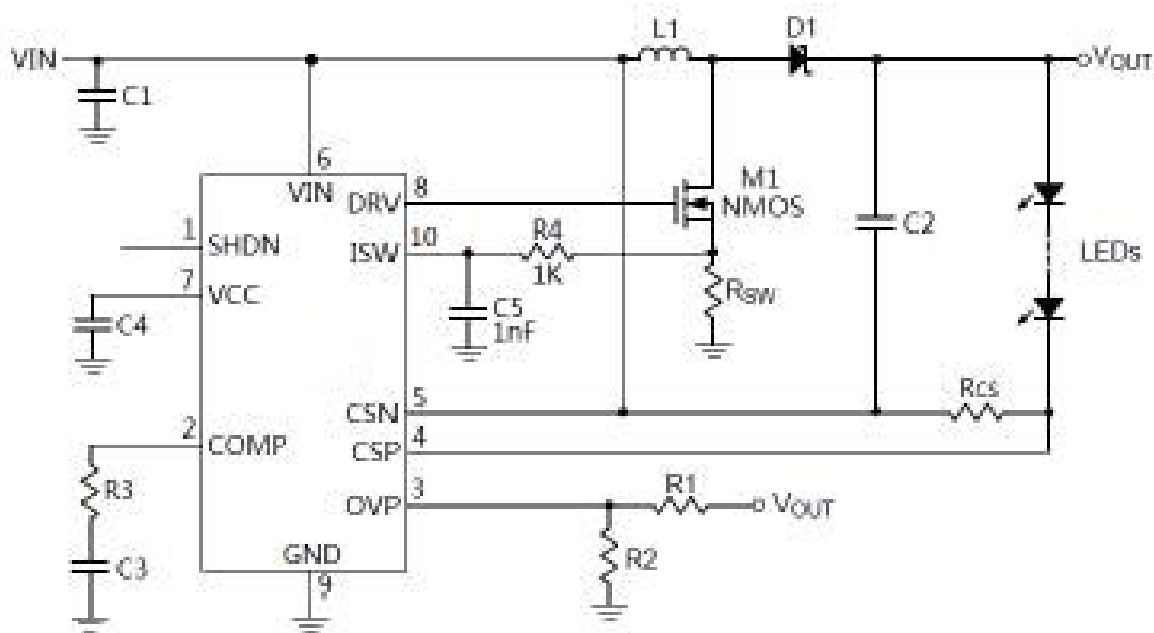 L1
D1
VIN
VOUT
C1
6
VIN
M1
NMOS
DRV
8
C2
LEDs
1
SHDN
ISW
10
R4
1K
7
VCC
RSW
C4
C5
1nF
CSN
5
Rcs
2
COMP
CSP
4
R3
OVP
3
R1
VOUT
C3
GND
9
R2